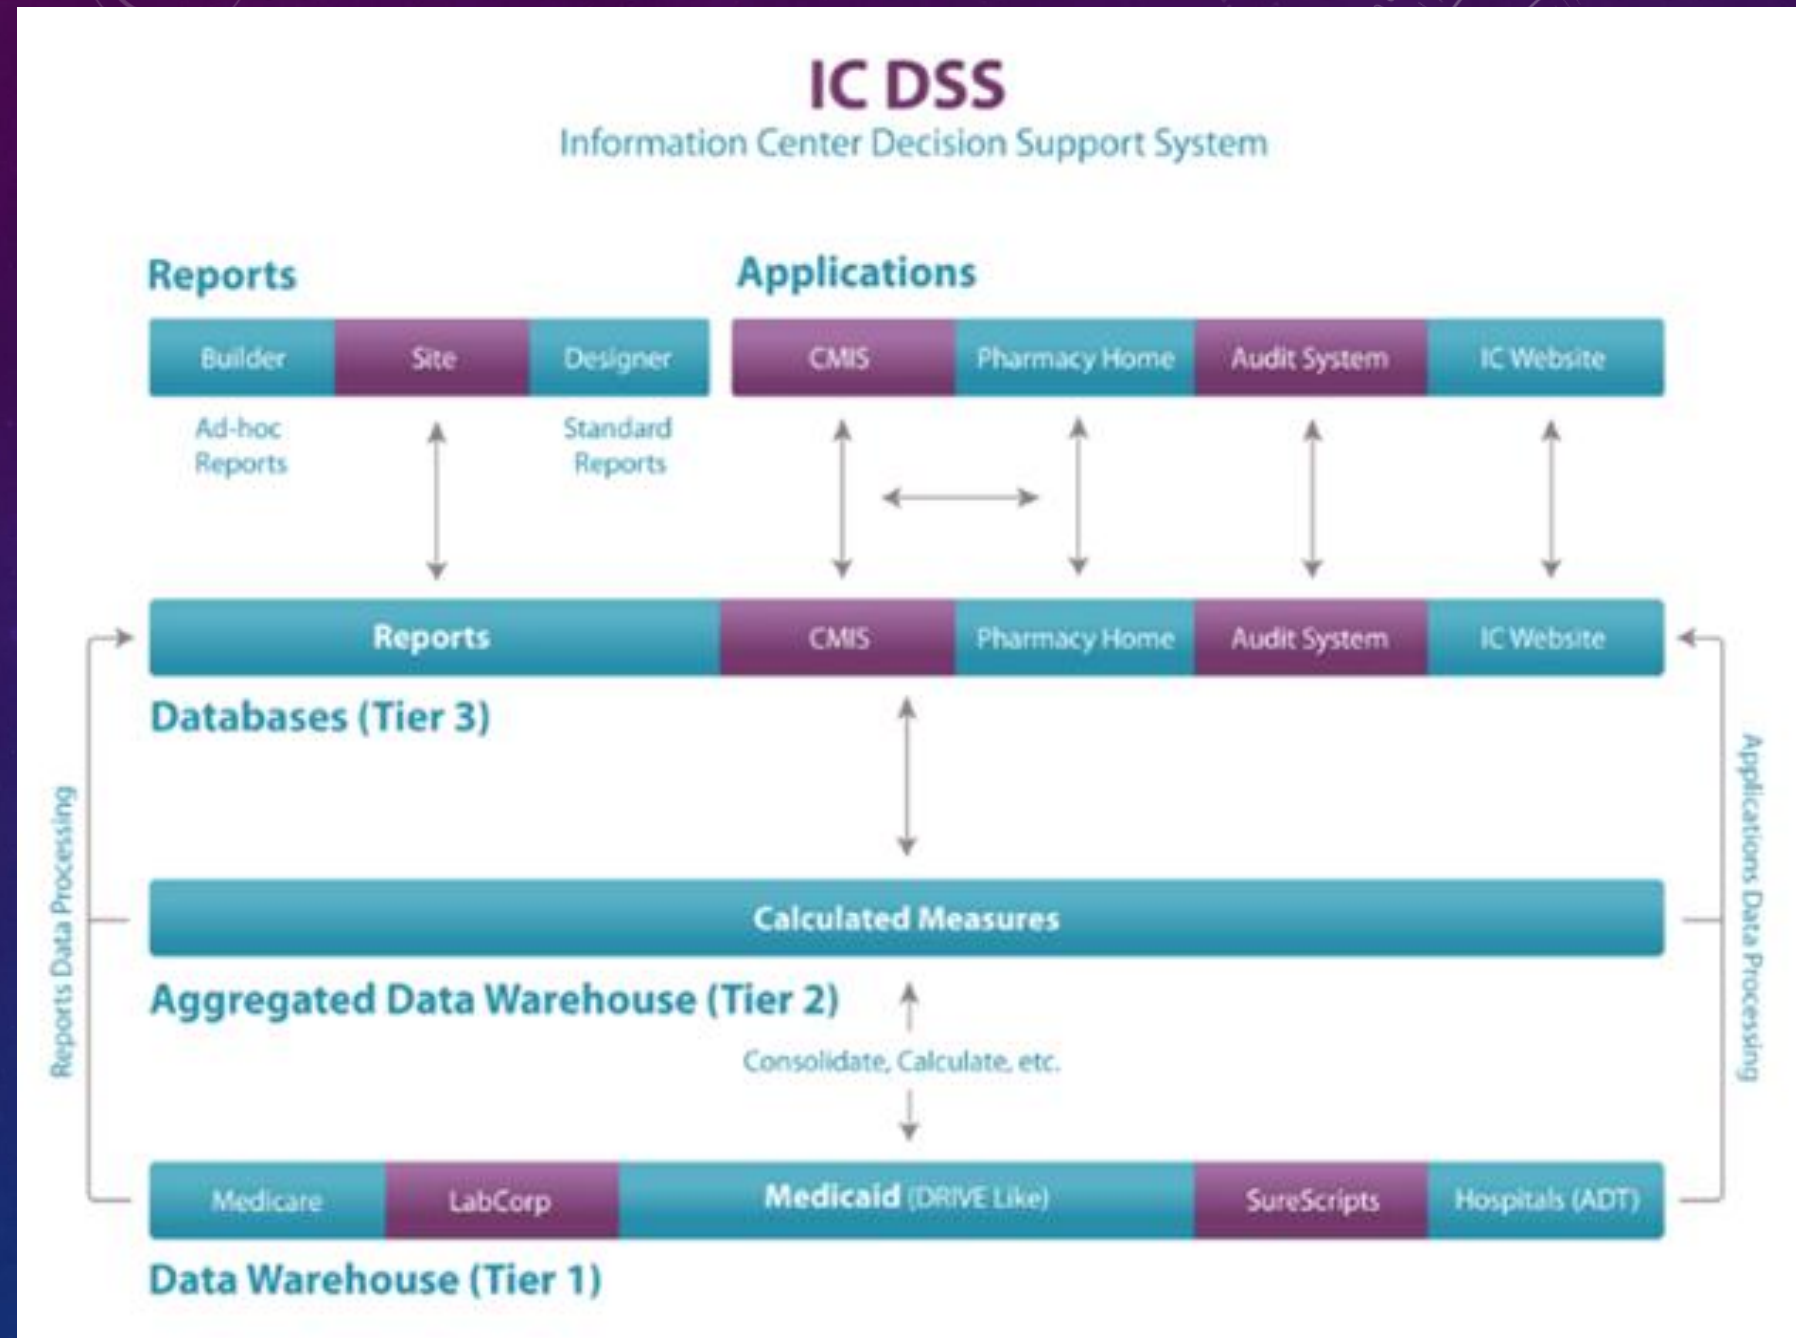 IC DSS
Information Center Decision Support System
Reports
Applications
Builder
Site
Designer
CMIS
Pharmacy Home
Audit System
IC Website
Ad-hoc
Reports
Standard
Reports
Reports
CMIS
Pharmacy Home
Audit System
IC Website
Databases (Tier 3)
Reports Data Processing
Applications Data Processing
Calculated Measures
Aggregated Data Warehouse (Tier 2)
Consolidate, Calculate, etc.
Medicare
LabCorp
Medicaid (DRIVE Like)
SureScripts
Hospitals (ADT)
Data Warehouse (Tier 1)